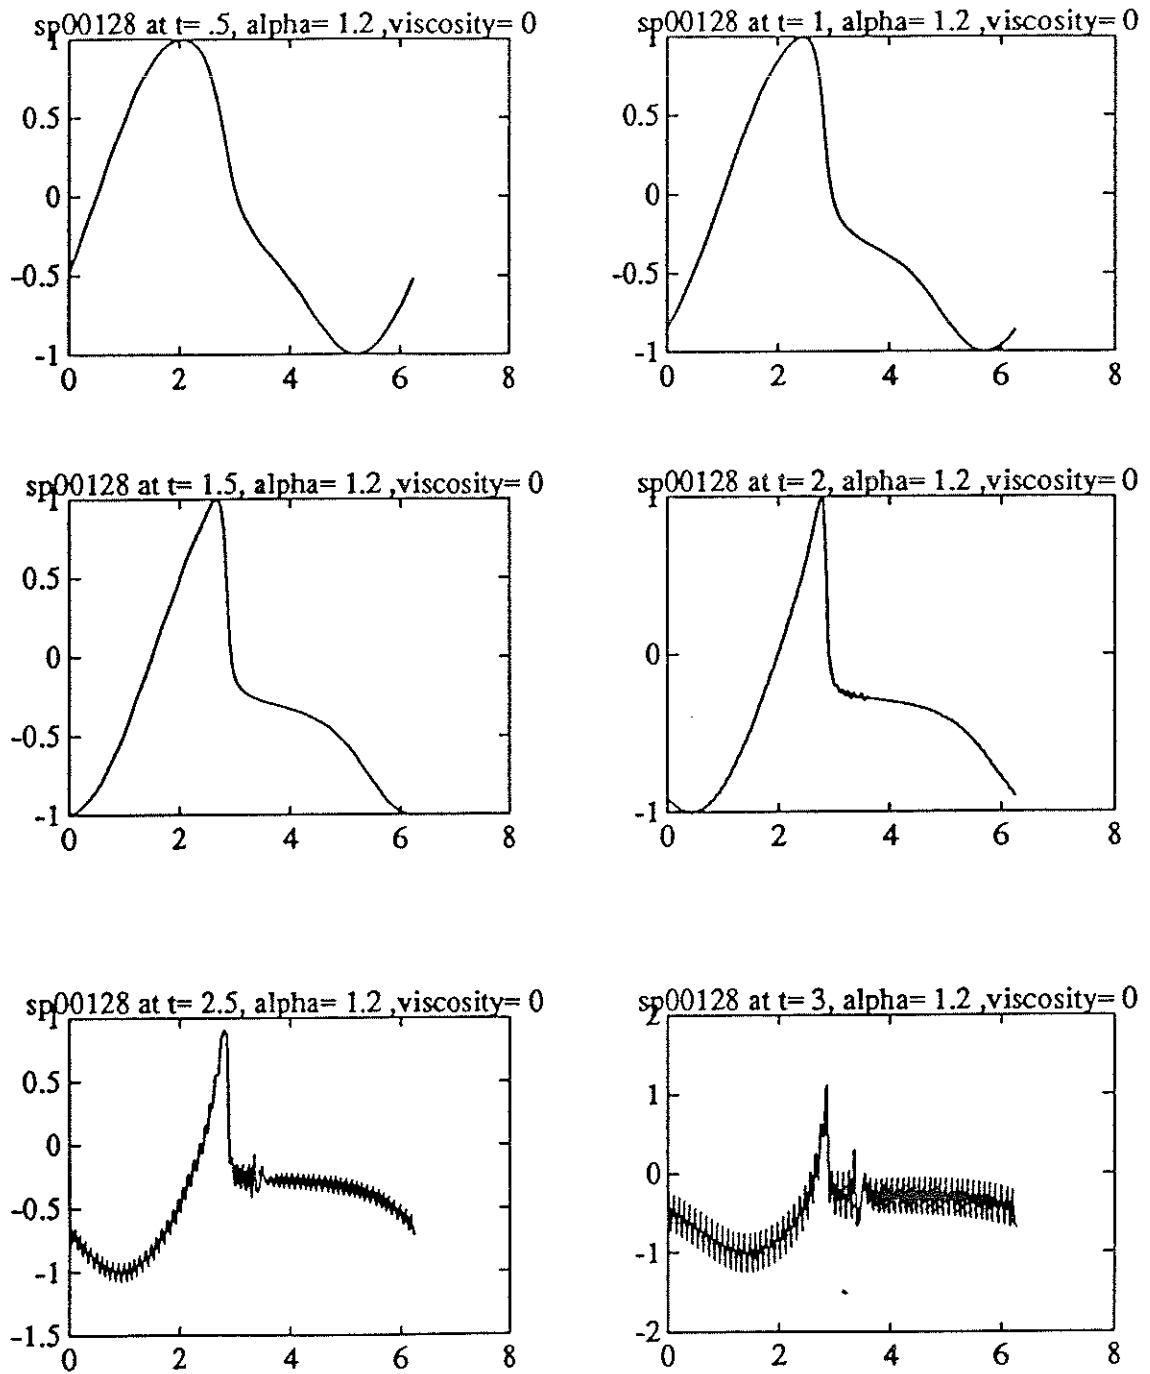 sp00128 at t= .5, alpha= 1.2 ,viscosity= 0
1
0.5
0
-0.5
-1
0 2 4 6 8
sp00128 at t= 1, alpha= 1.2 ,viscosity= 0
1
0.5
0
-0.5
-1
0 2 4 6 8
sp00128 at t= 1.5, alpha= 1.2 ,viscosity= 0
1
0.5
0
-0.5
-1
0 2 4 6 8
sp00128 at t= 2, alpha= 1.2 ,viscosity= 0
1
0
-1
0 2 4 6 8
sp00128 at t= 2.5, alpha= 1.2 ,viscosity= 0
1
0.5
0
-0.5
-1
-1.5
0 2 4 6 8
sp00128 at t= 3, alpha= 1.2 ,viscosity= 0
2
1
0
-1
-2
0 2 4 6 8